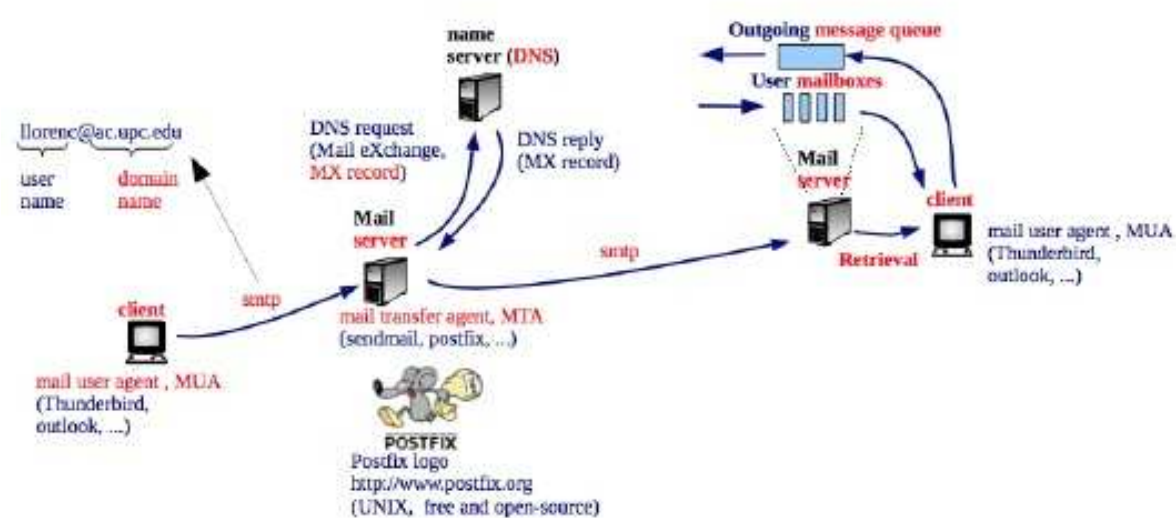 name
server (DNS)
Outgoing message queue
User mailboxes
llorenc@ac.upc.edu
user
name
domain
name
DNS request
(Mail eXchange,
MX record)
DNS reply
(MX record)
Mail
server
Mail
server
client
mail user agent , MUA
(Thunderbird,
outlook, ...)
Retrieval
smtp
smtp
client
mail transfer agent, MTA
(sendmail, postfix, ...)
mail user agent , MUA
(Thunderbird,
outlook, ...)
POSTFIX
Postfix logo
http://www.postfix.org
(UNIX, free and open-source)